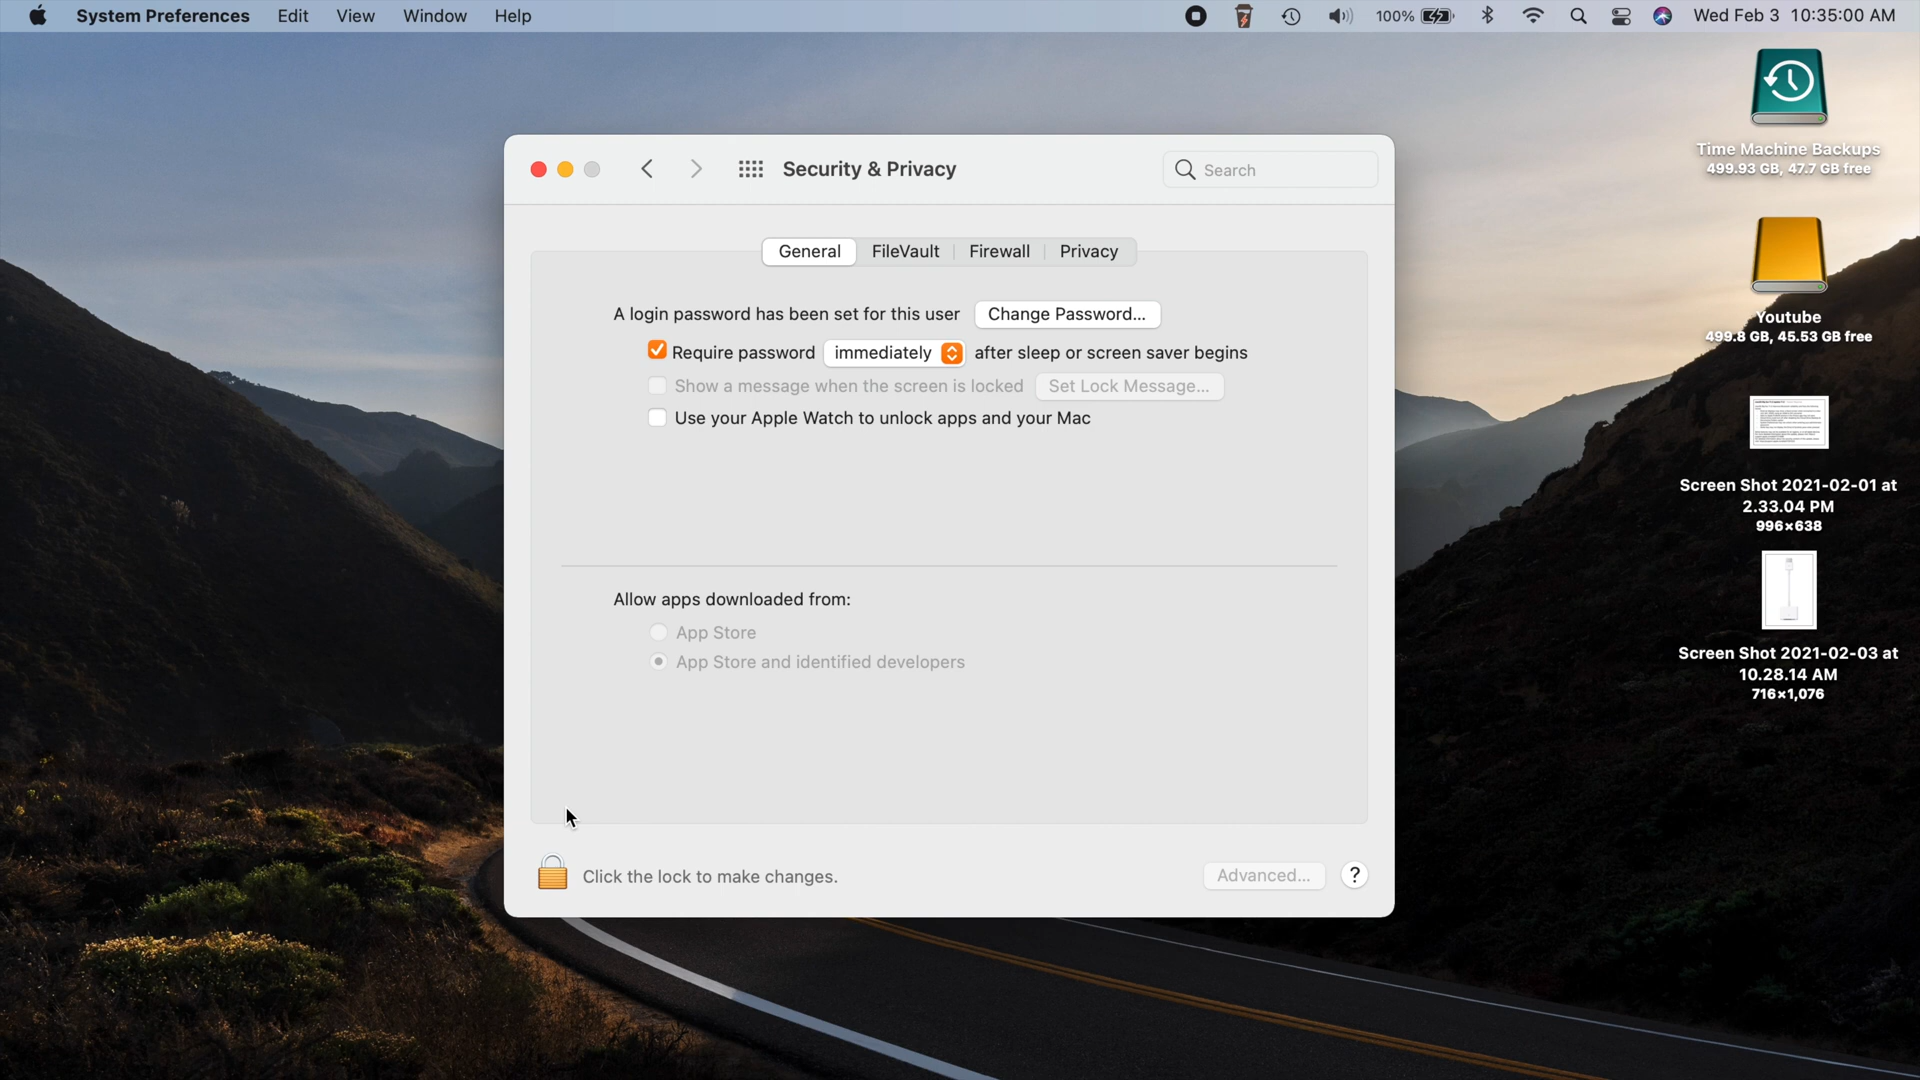 System Preferences Edit View Window Help 100% Wed Feb 3 10:35:00 AM
Security & Privacy
Search
General FileVault Firewall Privacy
A login password has been set for this user Change Password...
Require password immediately after sleep or screen saver begins
Show a message when the screen is locked Set Lock Message...
Use your Apple Watch to unlock apps and your Mac
Allow apps downloaded from:
App Store
App Store and identified developers
Click the lock to make changes.
Advanced... ?
Time Machine Backups
499.93 GB, 47.7 GB free
Youtube
499.8 GB, 45.53 GB free
Screen Shot 2021-02-01 at
2.33.04 PM
996×638
Screen Shot 2021-02-03 at
10.28.14 AM
716×1,076